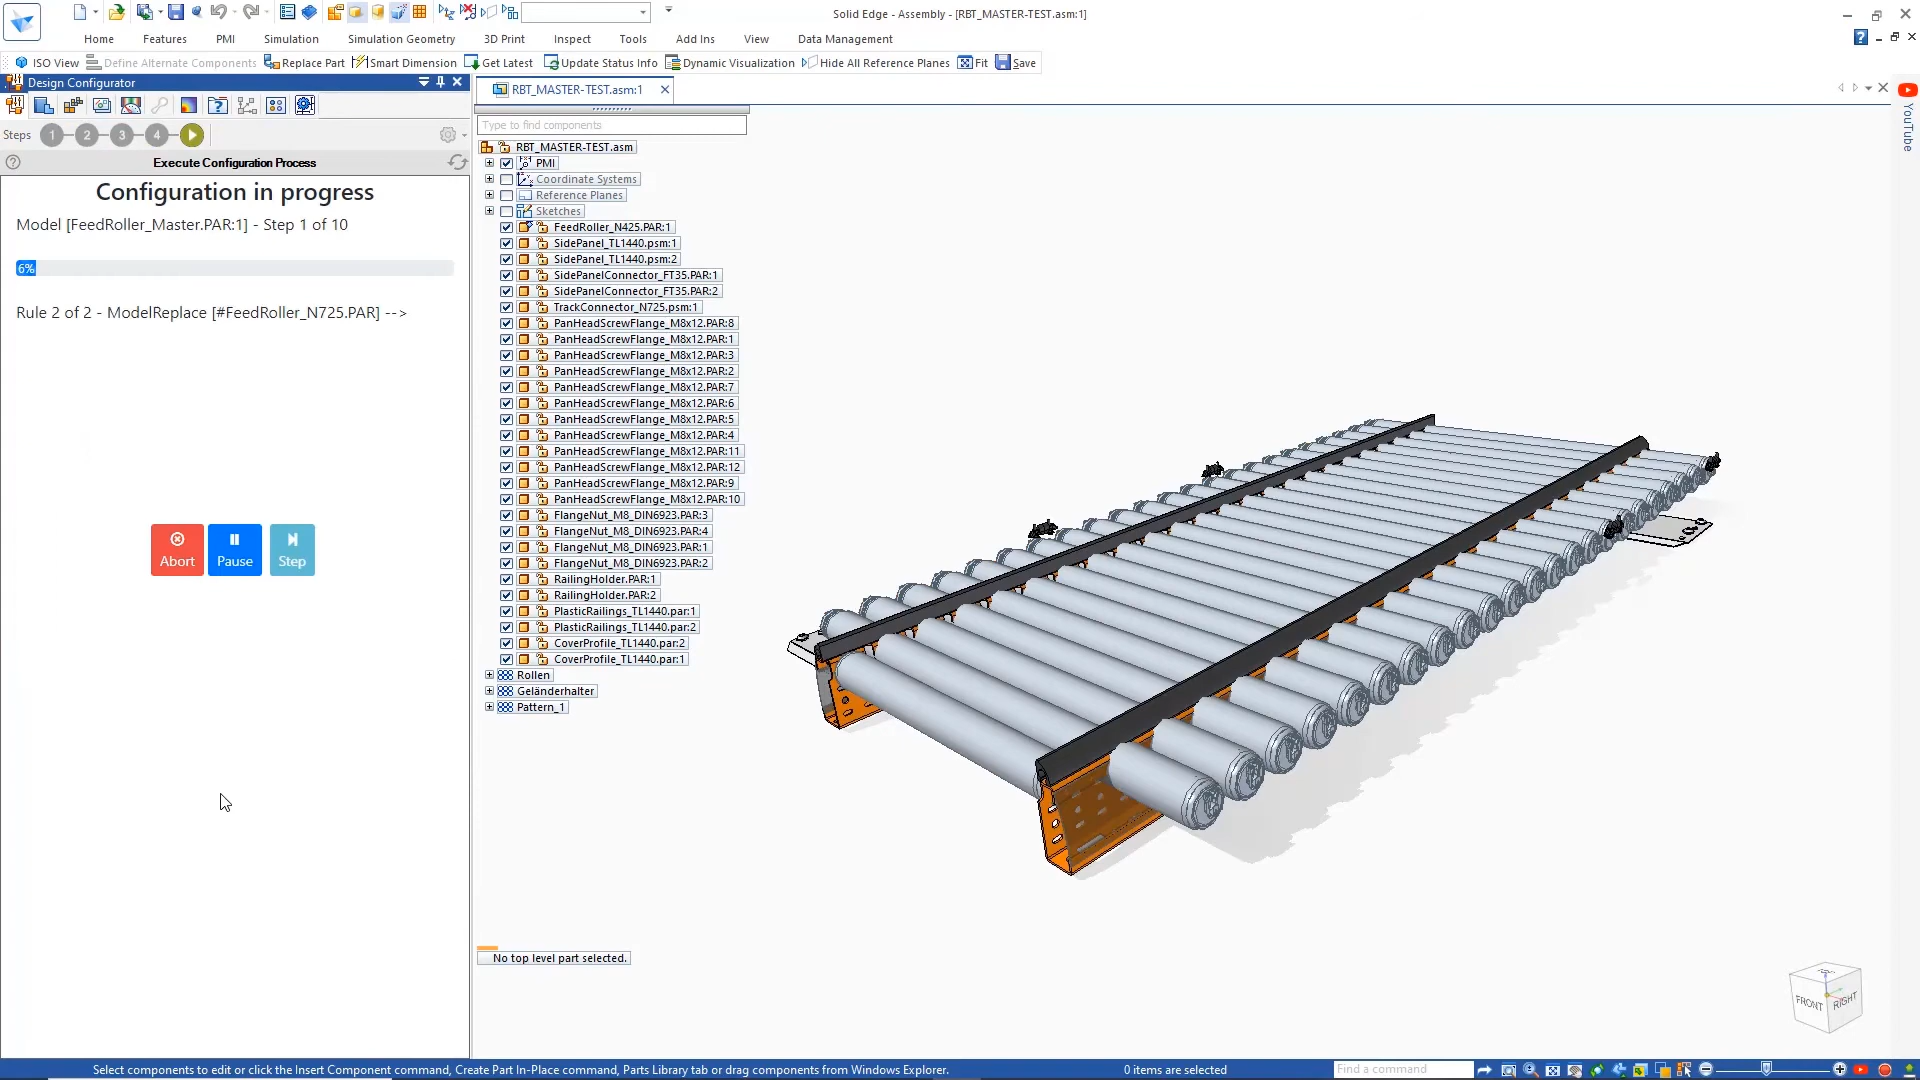 Solid Edge - Assembly - [RBT_MASTER-TEST.asm:1]
Home Features PMI Simulation Simulation Geometry 3D Print Inspect Tools Add Ins View Data Management
ISO View Define Alternate Components Replace Part Smart Dimension Get Latest Update Status Info Dynamic Visualization Hide All Reference Planes Fit Save
Design Configurator
RBT_MASTER-TEST.asm:1
YouTube
Steps 1 2 3 4
Execute Configuration Process
Configuration in progress
Model [FeedRoller_Master.PAR:1] - Step 1 of 10
6%
Rule 2 of 2 - ModelReplace [#FeedRoller_N725.PAR] -->
Abort Pause Step
Type to find components
RBT_MASTER-TEST.asm
PMI
Coordinate Systems
Reference Planes
Sketches
FeedRoller_N425.PAR:1
SidePanel_TL1440.psm:1
SidePanel_TL1440.psm:2
SidePanelConnector_FT35.PAR:1
SidePanelConnector_FT35.PAR:2
TrackConnector_N725.psm:1
PanHeadScrewFlange_M8x12.PAR:8
PanHeadScrewFlange_M8x12.PAR:1
PanHeadScrewFlange_M8x12.PAR:3
PanHeadScrewFlange_M8x12.PAR:2
PanHeadScrewFlange_M8x12.PAR:7
PanHeadScrewFlange_M8x12.PAR:6
PanHeadScrewFlange_M8x12.PAR:5
PanHeadScrewFlange_M8x12.PAR:4
PanHeadScrewFlange_M8x12.PAR:11
PanHeadScrewFlange_M8x12.PAR:12
PanHeadScrewFlange_M8x12.PAR:9
PanHeadScrewFlange_M8x12.PAR:10
FlangeNut_M8_DIN6923.PAR:3
FlangeNut_M8_DIN6923.PAR:4
FlangeNut_M8_DIN6923.PAR:1
FlangeNut_M8_DIN6923.PAR:2
RailingHolder.PAR:1
RailingHolder.PAR:2
PlasticRailings_TL1440.par:1
PlasticRailings_TL1440.par:2
CoverProfile_TL1440.par:2
CoverProfile_TL1440.par:1
Rollen
Geländerhalter
Pattern_1
No top level part selected.
FRONT RIGHT
Select components to edit or click the Insert Component command, Create Part In-Place command, Parts Library tab or drag components from Windows Explorer.
0 items are selected
Find a command